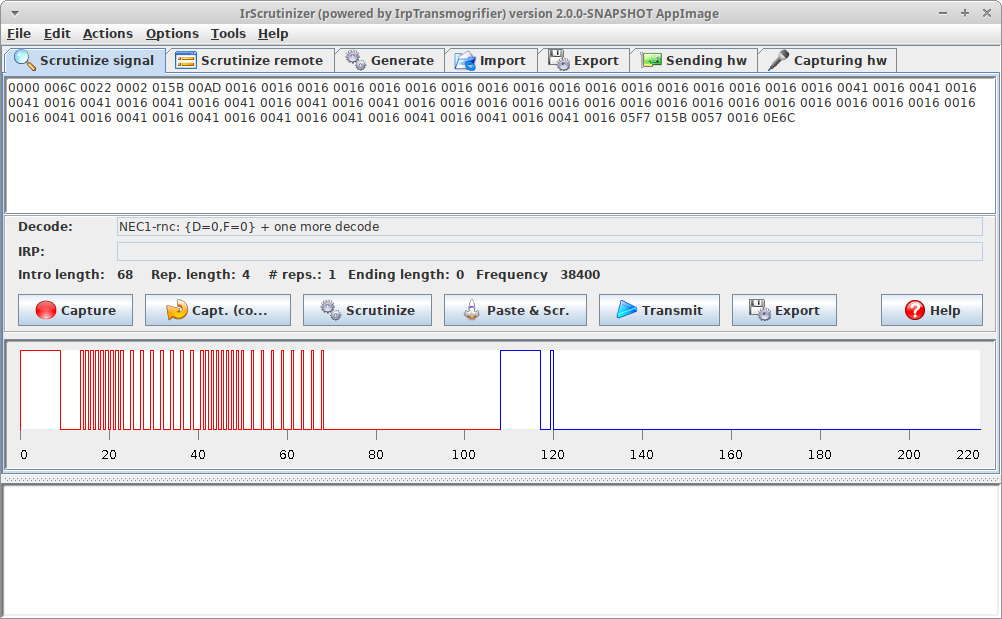 IrScrutinizer (powered by IrpTransmogrifier) version 2.0.0-SNAPSHOT AppImage
File Edit Actions Options Tools Help
Scrutinize signal Scrutinize remote Generate Import Export Sending hw Capturing hw
0000 006C 0022 0002 015B 00AD 0016 0016 0016 0016 0016 0016 0016 0016 0016 0016 0016 0016 0016 0016 0016 0016 0016 0041 0016 0041 0016
0041 0016 0041 0016 0041 0016 0041 0016 0041 0016 0041 0016 0016 0016 0016 0016 0016 0016 0016 0016 0016 0016 0016 0016 0016 0016 0016
0016 0041 0016 0041 0016 0041 0016 0041 0016 0041 0016 0041 0016 0041 0016 0041 0016 05F7 015B 0057 0016 0E6C
Decode: NEC1-rnc: {D=0,F=0} + one more decode
IRP:
Intro length: 68 Rep. length: 4 # reps.: 1 Ending length: 0 Frequency 38400
Capture Capt. (co... Scrutinize Paste & Scr. Transmit Export Help
0 20 40 60 80 100 120 140 160 180 200 220